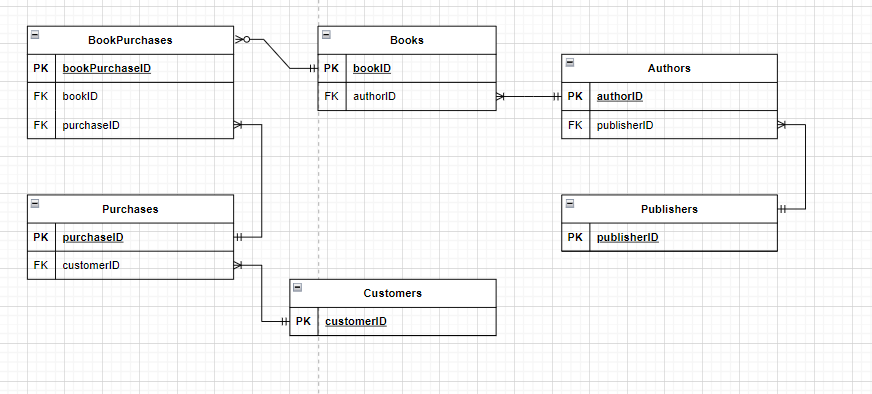 BookPurchases
PK bookPurchaseID
FK bookID
FK purchaseID
Books
PK bookID
FK authorID
Authors
PK authorID
FK publisherID
Purchases
PK purchaseID
FK customerID
Publishers
PK publisherID
Customers
PK customerID